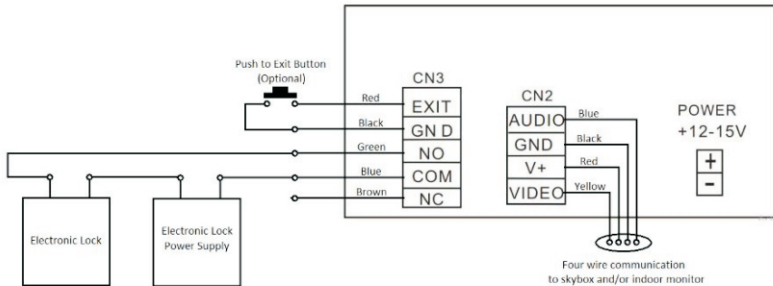 Push to Exit Button
(Optional)
CN3
Red
EXIT
Black
GN D
Green
NO
Blue
COM
Brown
NC
CN2
AUDIO
Blue
GND
Black
V+
Red
VIDEO
Yellow
POWER
+12-15V
+
-
Electronic Lock
Electronic Lock
Power Supply
Four wire communication
to skybox and/or indoor monitor